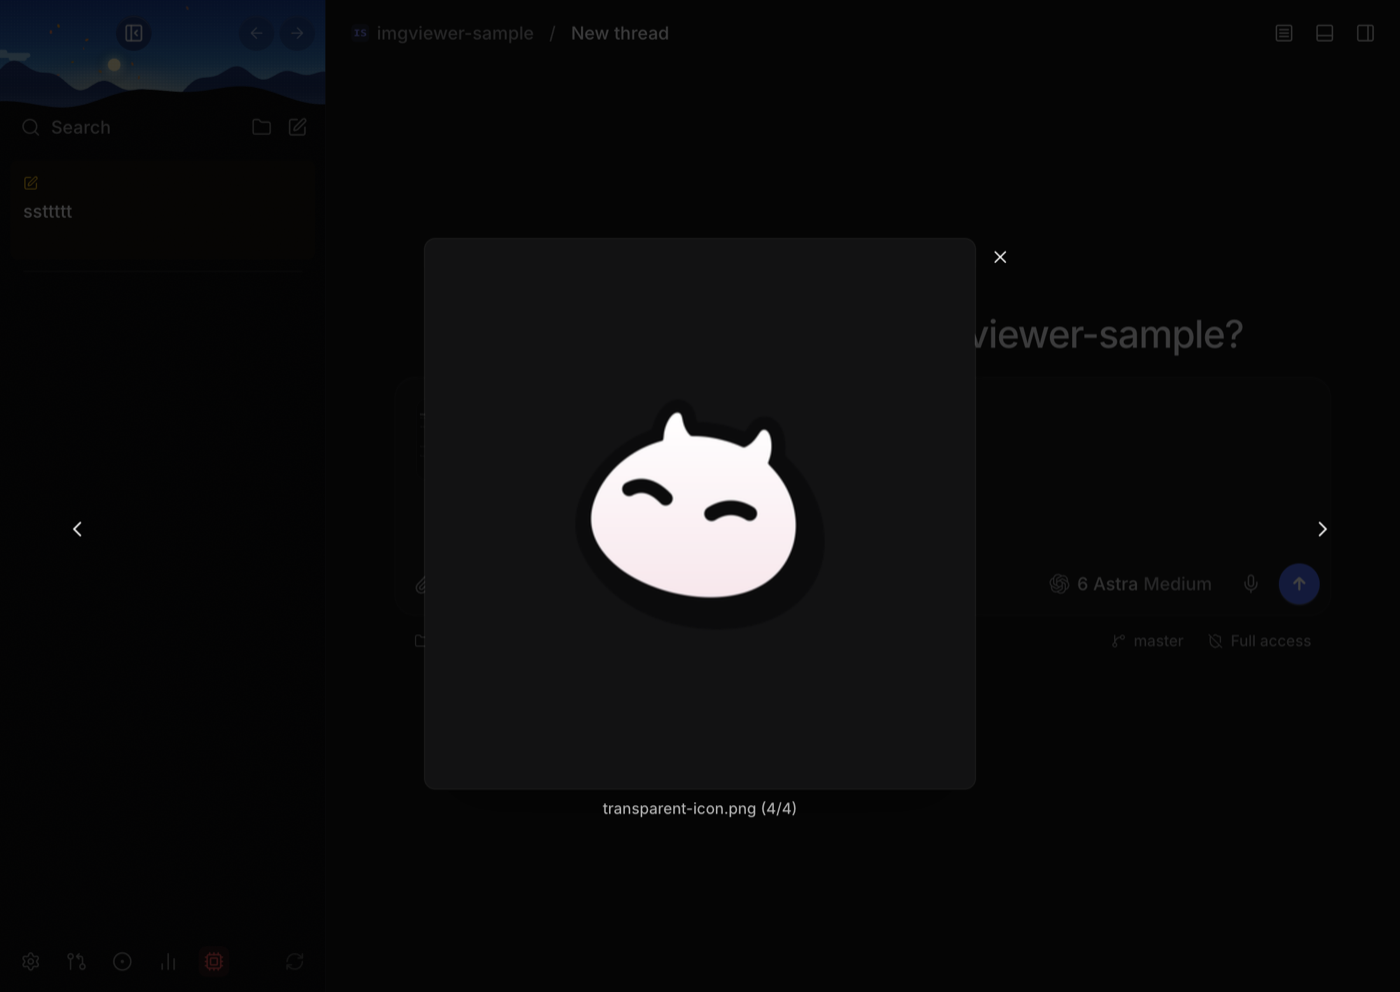 IS imgviewer-sample / New thread
Search
ssttttt
viewer-sample?
6 Astra Medium
master Full access
transparent-icon.png (4/4)